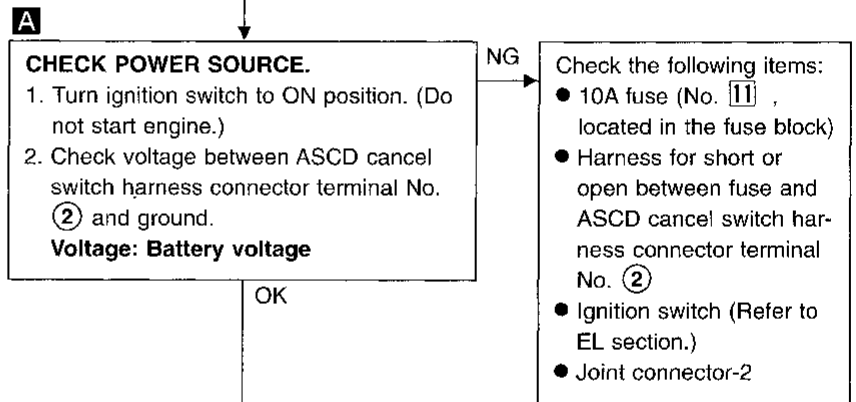 A
CHECK POWER SOURCE.
1. Turn ignition switch to ON position. (Do
not start engine.)
2. Check voltage between ASCD cancel
switch harness connector terminal No.
② and ground.
Voltage: Battery voltage
OK
NG
Check the following items:
● 10A fuse (No. 11 ,
located in the fuse block)
● Harness for short or
open between fuse and
ASCD cancel switch har-
ness connector terminal
No. ②
● Ignition switch (Refer to
EL section.)
● Joint connector-2